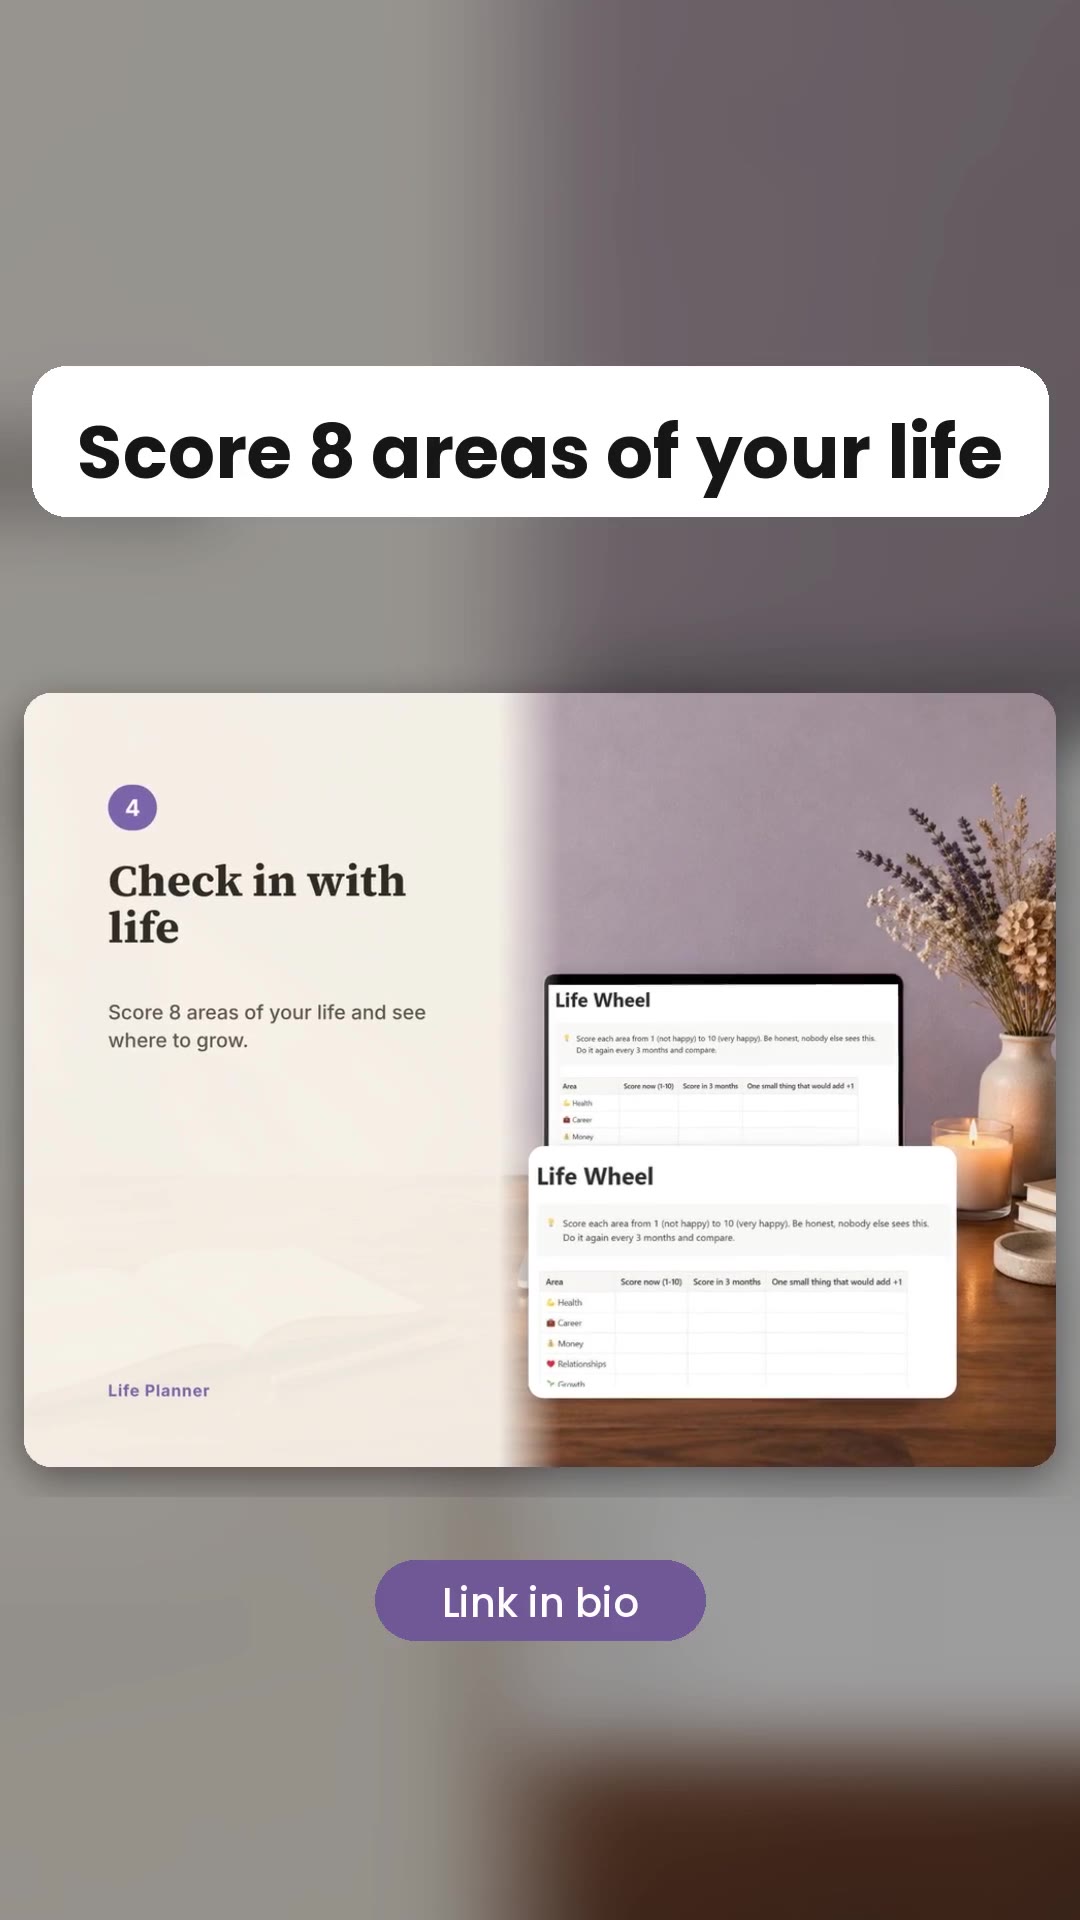 Score 8 areas of your life
4
Check in with
life
Score 8 areas of your life and see
where to grow.
Life Planner
Life Wheel
💡 Score each area from 1 (not happy) to 10 (very happy). Be honest, nobody else sees this.
Do it again every 3 months and compare.
Area Score now (1-10) Score in 3 months One small thing that would add +1
💪 Health
💼 Career
💰 Money
Life Wheel
💡 Score each area from 1 (not happy) to 10 (very happy). Be honest, nobody else sees this.
Do it again every 3 months and compare.
Area Score now (1-10) Score in 3 months One small thing that would add +1
💪 Health
💼 Career
💰 Money
❤️ Relationships
🌱 Growth
Link in bio